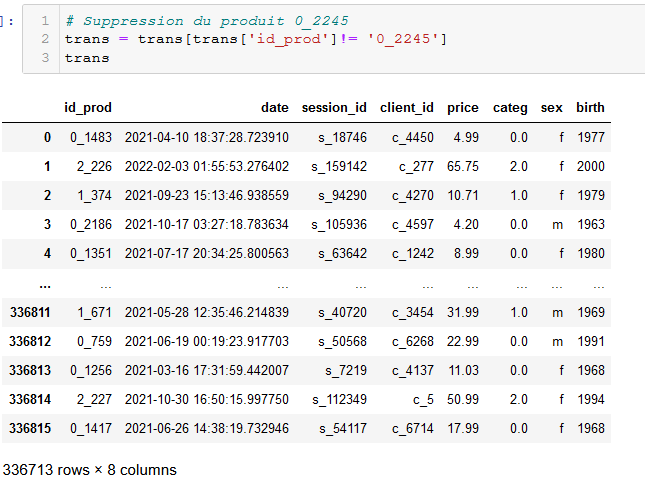 ]: 1 # Suppression du produit 0_2245
2 trans = trans[trans['id_prod']!= '0_2245']
3 trans
id_prod date session_id client_id price categ sex birth
0 0_1483 2021-04-10 18:37:28.723910 s_18746 c_4450 4.99 0.0 f 1977
1 2_226 2022-02-03 01:55:53.276402 s_159142 c_277 65.75 2.0 f 2000
2 1_374 2021-09-23 15:13:46.938559 s_94290 c_4270 10.71 1.0 f 1979
3 0_2186 2021-10-17 03:27:18.783634 s_105936 c_4597 4.20 0.0 m 1963
4 0_1351 2021-07-17 20:34:25.800563 s_63642 c_1242 8.99 0.0 f 1980
... ... ... ... ... ... ... ... ...
336811 1_671 2021-05-28 12:35:46.214839 s_40720 c_3454 31.99 1.0 m 1969
336812 0_759 2021-06-19 00:19:23.917703 s_50568 c_6268 22.99 0.0 m 1991
336813 0_1256 2021-03-16 17:31:59.442007 s_7219 c_4137 11.03 0.0 f 1968
336814 2_227 2021-10-30 16:50:15.997750 s_112349 c_5 50.99 2.0 f 1994
336815 0_1417 2021-06-26 14:38:19.732946 s_54117 c_6714 17.99 0.0 f 1968
336713 rows × 8 columns